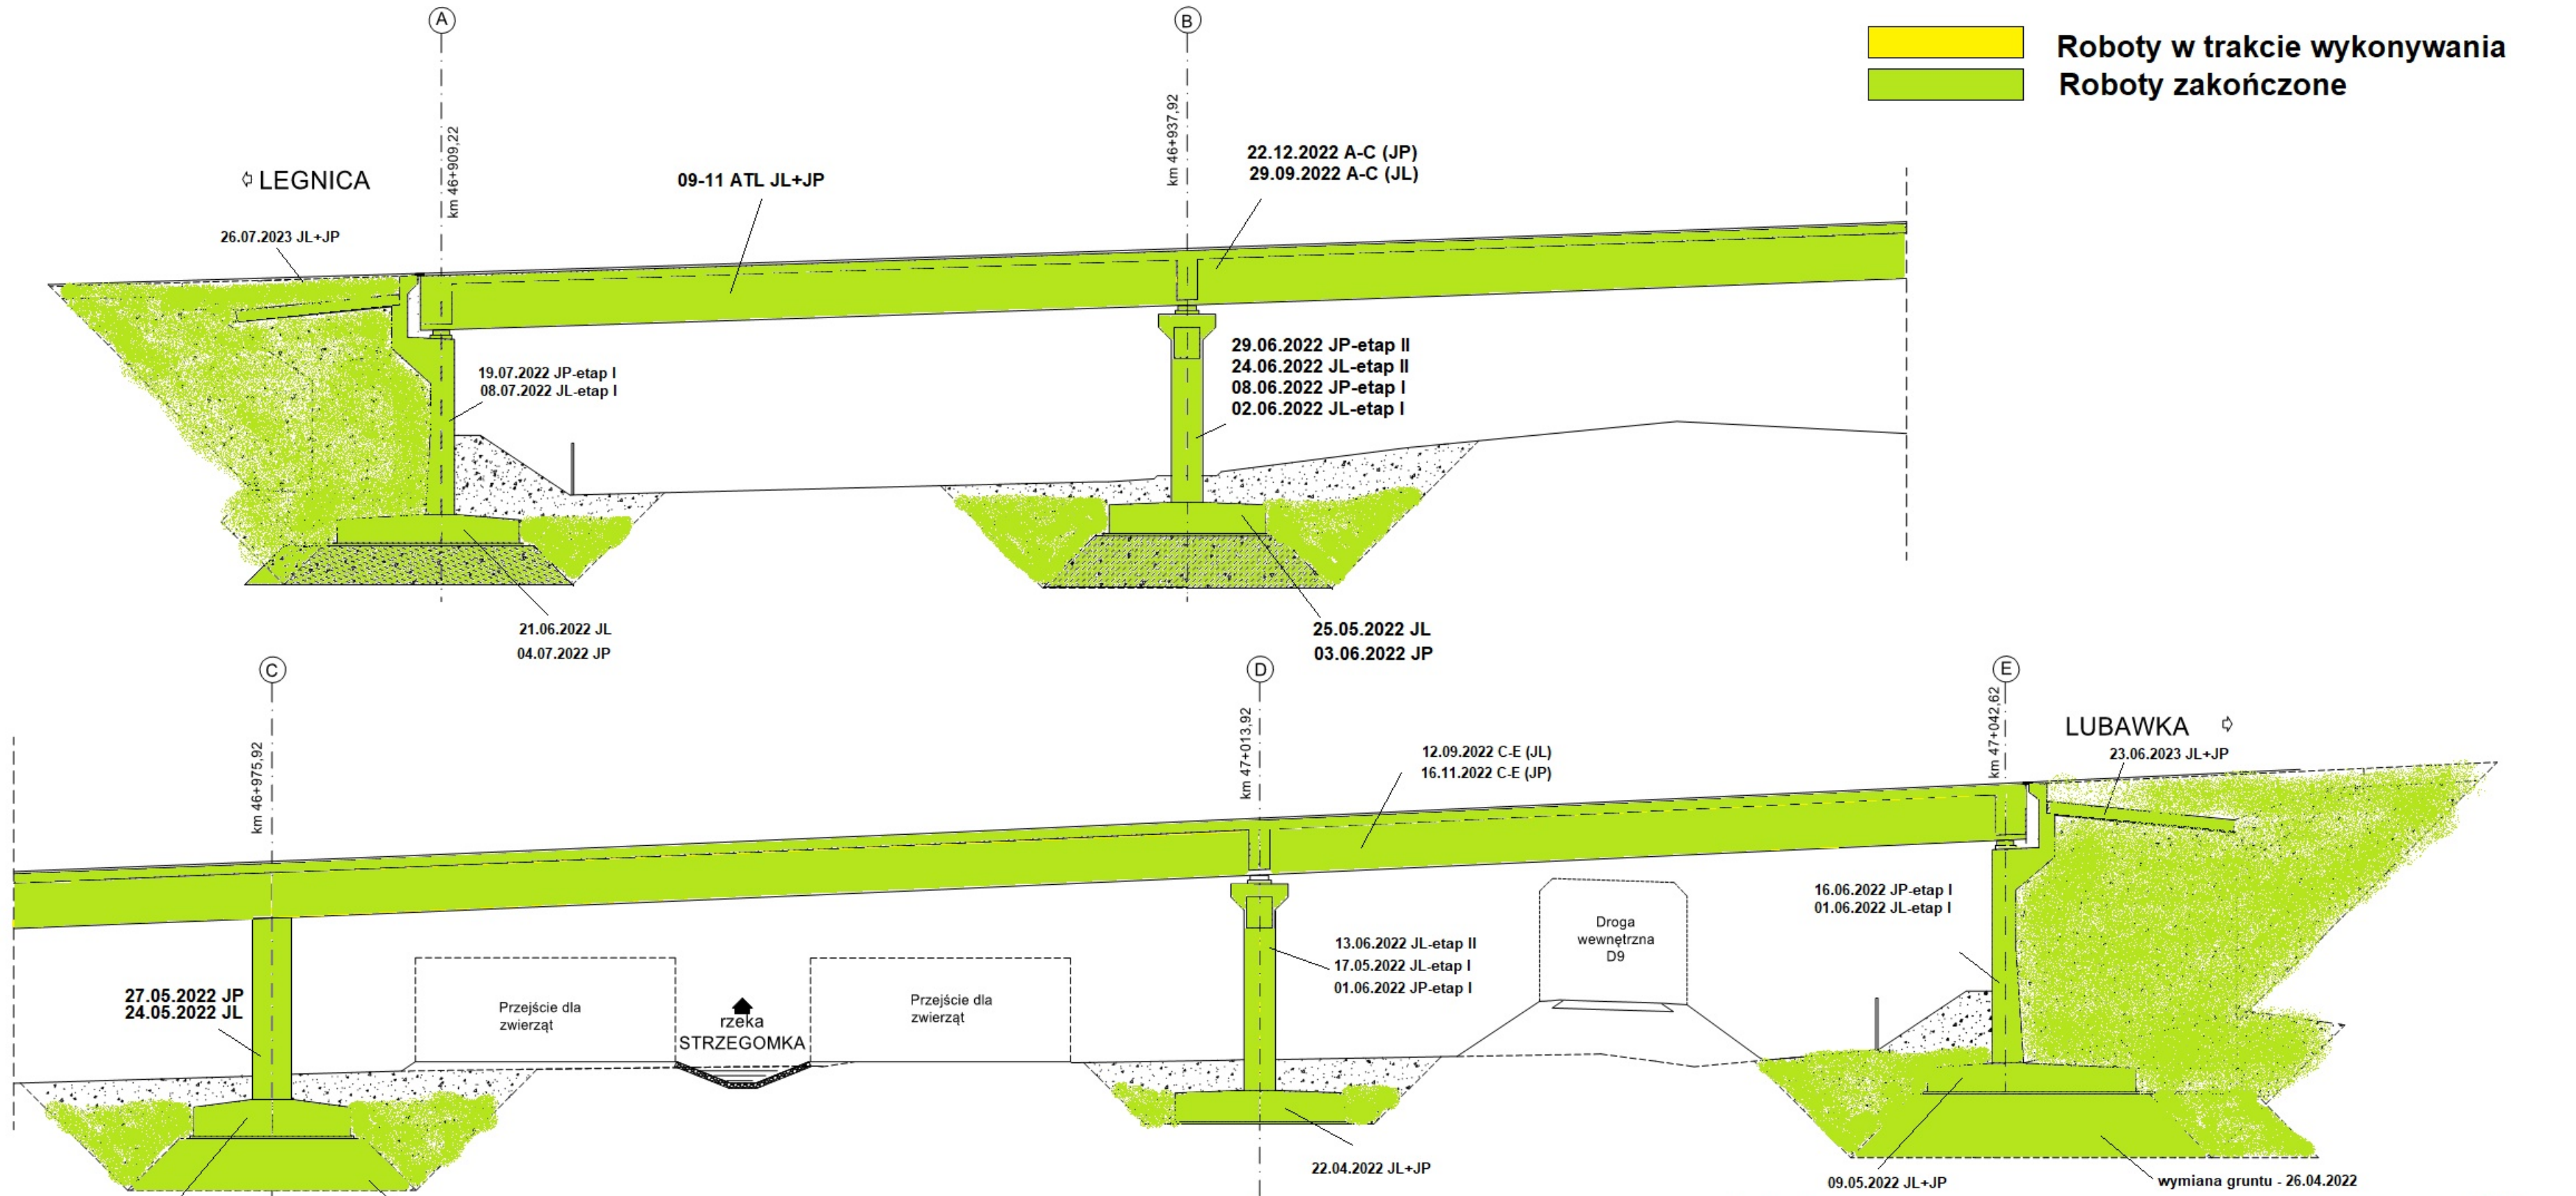 A
B
Roboty w trakcie wykonywania
Roboty zakończone
km 46+909,22
km 46+937,92
22.12.2022 A-C (JP)
29.09.2022 A-C (JL)
LEGNICA
09-11 ATL JL+JP
26.07.2023 JL+JP
19.07.2022 JP-etap I
08.07.2022 JL-etap I
29.06.2022 JP-etap II
24.06.2022 JL-etap II
08.06.2022 JP-etap I
02.06.2022 JL-etap I
21.06.2022 JL
04.07.2022 JP
25.05.2022 JL
03.06.2022 JP
C
D
E
km 46+975,92
km 47+013,92
km 47+042,62
LUBAWKA
23.06.2023 JL+JP
12.09.2022 C-E (JL)
16.11.2022 C-E (JP)
16.06.2022 JP-etap I
01.06.2022 JL-etap I
Droga
wewnętrzna
D9
13.06.2022 JL-etap II
17.05.2022 JL-etap I
01.06.2022 JP-etap I
27.05.2022 JP
24.05.2022 JL
Przejście dla
zwierząt
rzeka
STRZEGOMKA
Przejście dla
zwierząt
22.04.2022 JL+JP
09.05.2022 JL+JP
wymiana gruntu - 26.04.2022